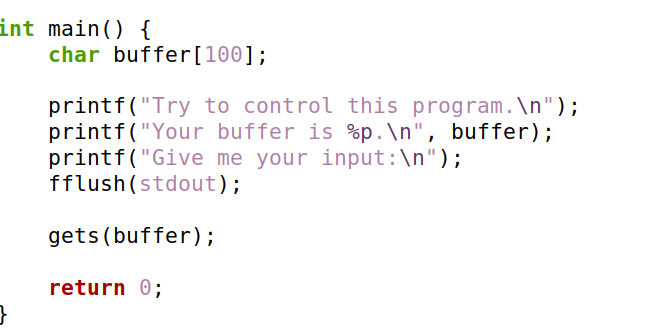 int main() {
    char buffer[100];

    printf("Try to control this program.\n");
    printf("Your buffer is %p.\n", buffer);
    printf("Give me your input:\n");
    fflush(stdout);

    gets(buffer);

    return 0;
}